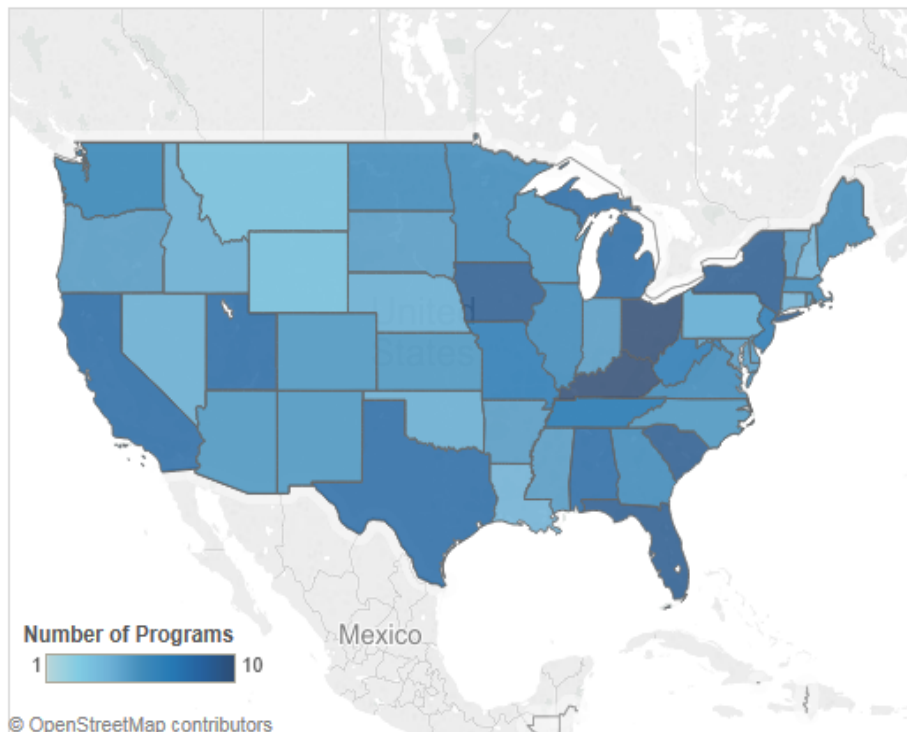 United
States
Mexico
Number of Programs
1 10
© OpenStreetMap contributors